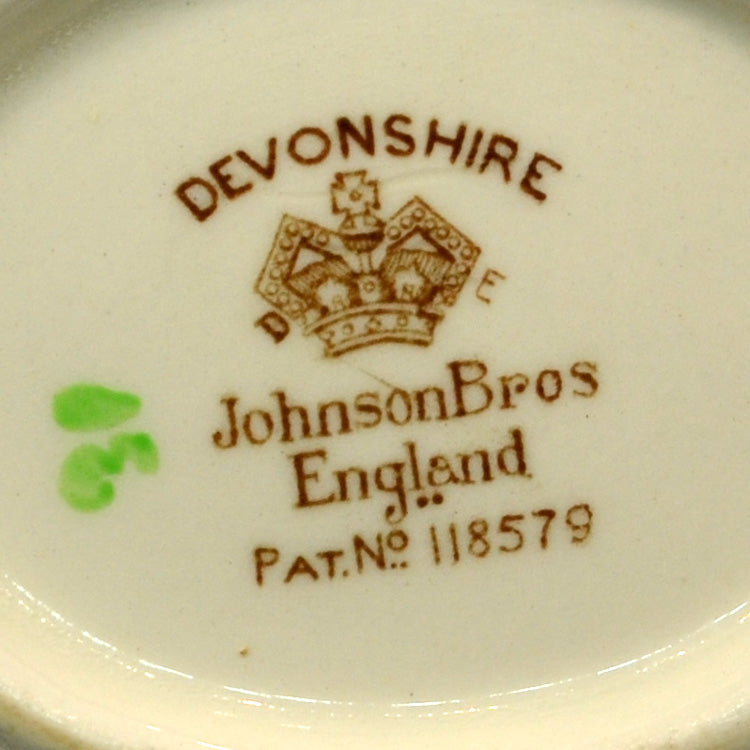 DEVONSHIRE
D E
JohnsonBros
England
PAT.No. 118579